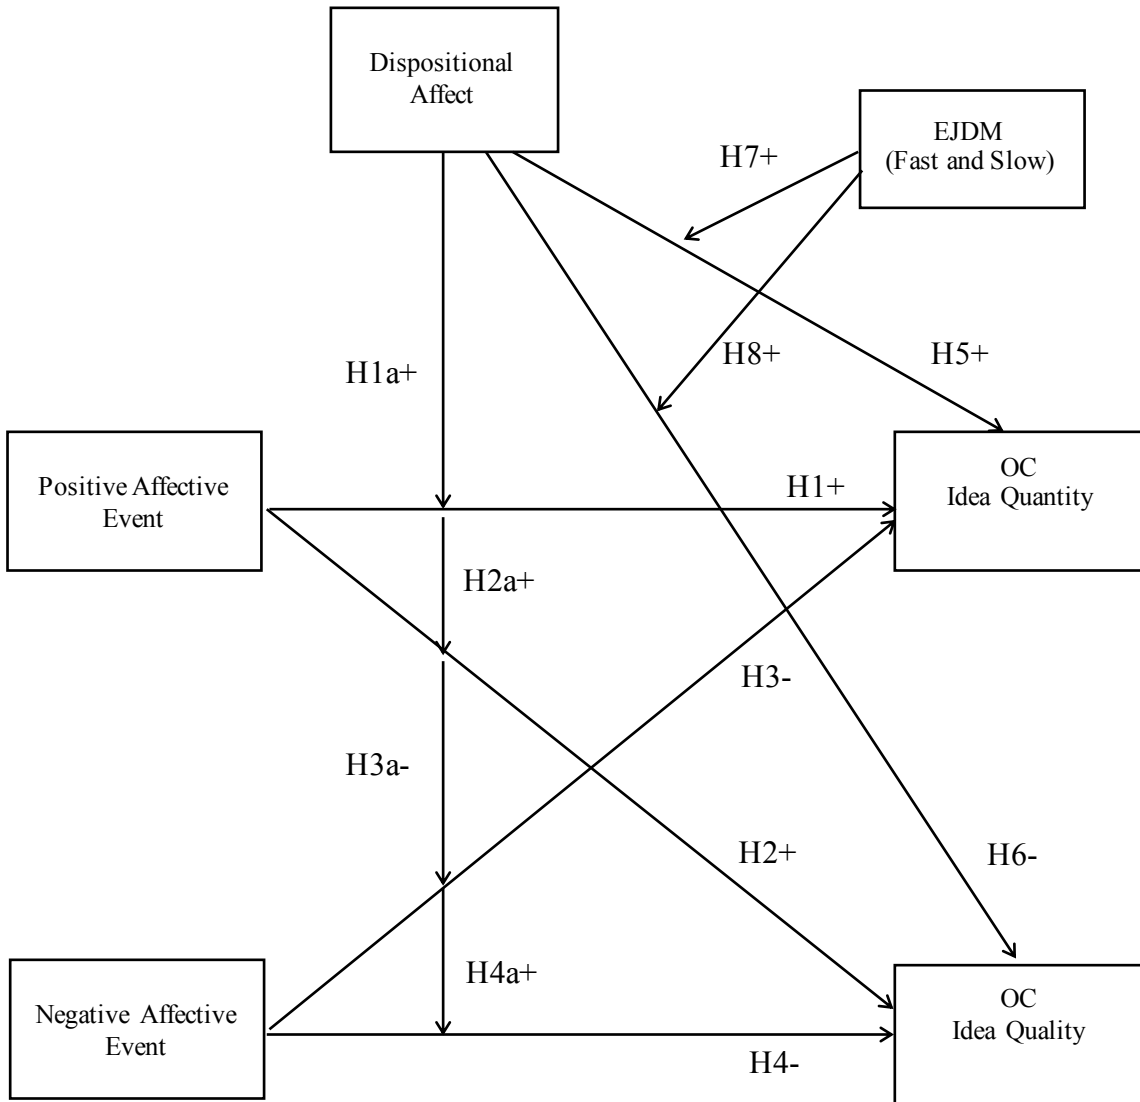 Dispositional
Affect
EJDM
(Fast and Slow)
H7+
H8+
H5+
H1a+
Positive Affective
Event
H1+
OC
Idea Quantity
H2a+
H3-
H3a-
H2+
H6-
H4a+
Negative Affective
Event
OC
Idea Quality
H4-